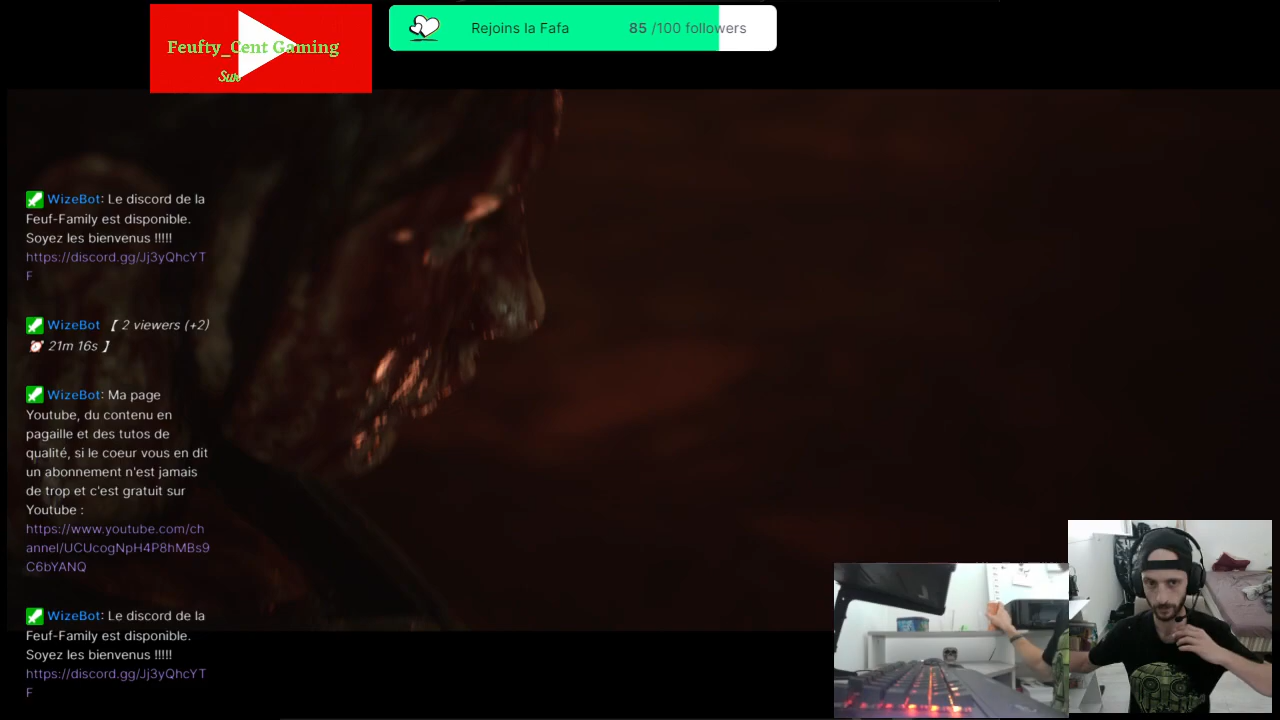 Feufty_Cent Gaming
Sur
Rejoins la Fafa 85 /100 followers
WizeBot: Le discord de la
Feuf-Family est disponible.
Soyez les bienvenus !!!!!
https://discord.gg/Jj3yQhcYT
F
WizeBot 【 2 viewers (+2)
⏰ 21m 16s 】
WizeBot: Ma page
Youtube, du contenu en
pagaille et des tutos de
qualité, si le coeur vous en dit
un abonnement n'est jamais
de trop et c'est gratuit sur
Youtube :
https://www.youtube.com/ch
annel/UCUcogNpH4P8hMBs9
C6bYANQ
WizeBot: Le discord de la
Feuf-Family est disponible.
Soyez les bienvenus !!!!!
https://discord.gg/Jj3yQhcYT
F